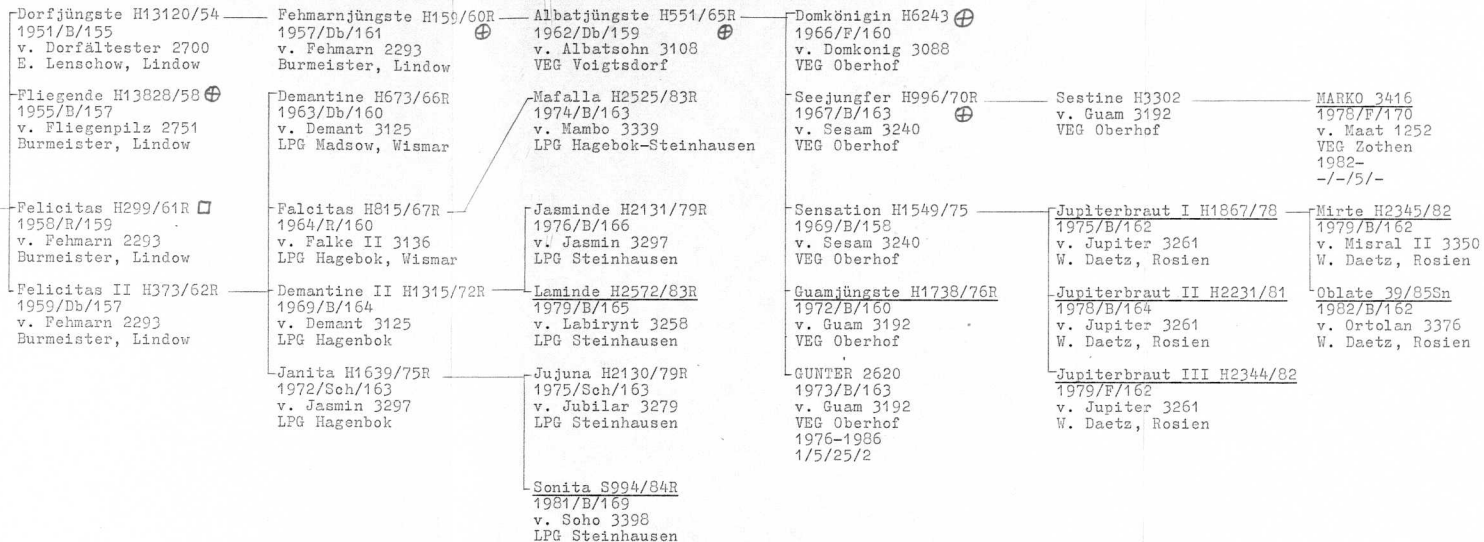 Dorfjüngste H13120/54
1951/B/155
v. Dorfältester 2700
E. Lenschow, Lindow
Fliegende H13828/58
1955/B/157
v. Fliegenpilz 2751
Burmeister, Lindow
Felicitas H299/61R
1958/R/159
v. Fehmarn 2293
Burmeister, Lindow
Felicitas II H373/62R
1959/Db/157
v. Fehmarn 2293
Burmeister, Lindow
Fehmarnjüngste H159/60R
1957/Db/161
v. Fehmarn 2293
Burmeister, Lindow
Demantine H673/66R
1963/Db/160
v. Demant 3125
LPG Madsow, Wismar
Falcitas H815/67R
1964/R/160
v. Falke II 3136
LPG Hagebok, Wismar
Demantine II H1315/72R
1969/B/164
v. Demant 3125
LPG Hagenbok
Janita H1639/75R
1972/Sch/163
v. Jasmin 3297
LPG Hagenbok
Albatjüngste H551/65R
1962/Db/159
v. Albatsohn 3108
VEG Voigtsdorf
Mafalla H2525/83R
1974/B/163
v. Mambo 3339
LPG Hagebok-Steinhausen
Jasminde H2131/79R
1976/B/166
v. Jasmin 3297
LPG Steinhausen
Laminde H2572/83R
1979/B/165
v. Labirynt 3258
LPG Steinhausen
Jujuna H2130/79R
1975/Sch/163
v. Jubilar 3279
LPG Steinhausen
Sonita S994/84R
1981/B/169
v. Soho 3398
LPG Steinhausen
Domkönigin H6243
1966/F/160
v. Domkonig 3088
VEG Oberhof
Seejungfer H996/70R
1967/B/163
v. Sesam 3240
VEG Oberhof
Sensation H1549/75
1969/B/158
v. Sesam 3240
VEG Oberhof
Guamjüngste H1738/76R
1972/B/160
v. Guam 3192
VEG Oberhof
GUNTER 2620
1973/B/163
v. Guam 3192
VEG Oberhof
1976-1986
1/5/25/2
Sestine H3302
v. Guam 3192
VEG Oberhof
Jupiterbraut I H1867/78
1975/B/162
v. Jupiter 3261
W. Daetz, Rosien
Jupiterbraut II H2231/81
1978/B/164
v. Jupiter 3261
W. Daetz, Rosien
Jupiterbraut III H2344/82
1979/F/162
v. Jupiter 3261
W. Daetz, Rosien
MARKO 3416
1978/F/170
v. Maat 1252
VEG Zothen
1982-
-/-/5/-
Mirte H2345/82
1979/B/162
v. Misral II 3350
W. Daetz, Rosien
Oblate 39/85Sn
1982/B/162
v. Ortolan 3376
W. Daetz, Rosien